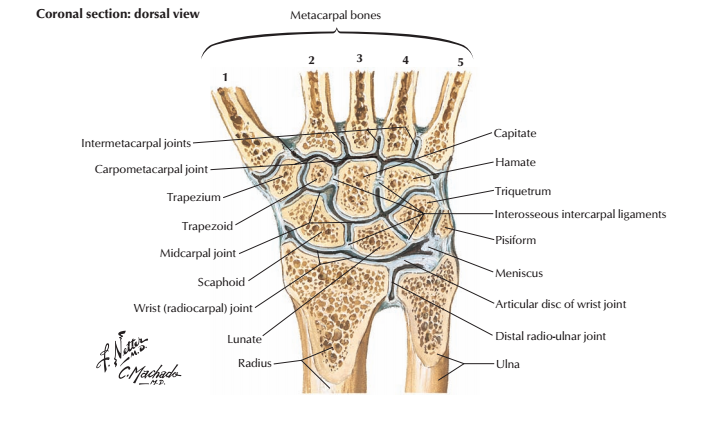 Coronal section: dorsal view
Metacarpal bones
1
2
3
4
5
Intermetacarpal joints
Carpometacarpal joint
Trapezium
Trapezoid
Midcarpal joint
Scaphoid
Wrist (radiocarpal) joint
Lunate
Radius
Capitate
Hamate
Triquetrum
Interosseous intercarpal ligaments
Pisiform
Meniscus
Articular disc of wrist joint
Distal radio-ulnar joint
Ulna
f. Netter
M.D.
C. Machado
M.D.